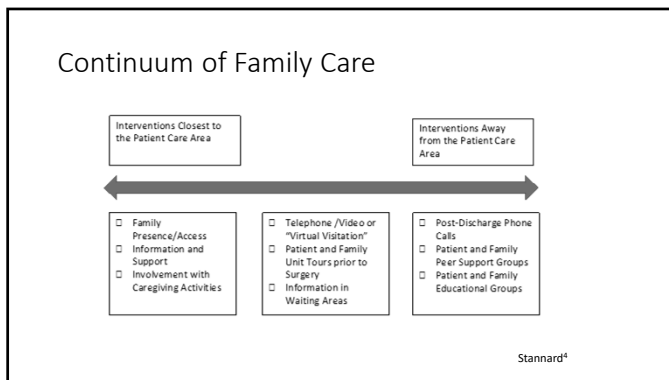 Continuum of Family Care
Interventions Closest to
the Patient Care Area
Interventions Away
from the Patient Care
Area
☐ Family
Presence/Access
☐ Information and
Support
☐ Involvement with
Caregiving Activities
☐ Telephone /Video or
“Virtual Visitation”
☐ Patient and Family
Unit Tours prior to
Surgery
☐ Information in
Waiting Areas
☐ Post-Discharge Phone
Calls
☐ Patient and Family
Peer Support Groups
☐ Patient and Family
Educational Groups
Stannard⁴